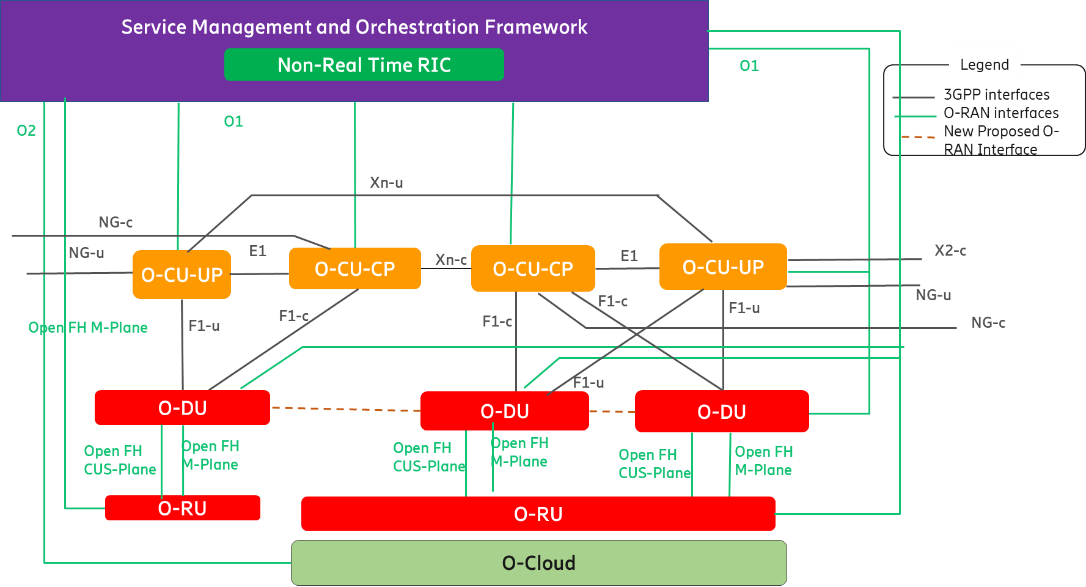 Service Management and Orchestration Framework
Non-Real Time RIC
O1
Legend
3GPP interfaces
O-RAN interfaces
New Proposed O-
RAN Interface
O2
O1
Xn-u
NG-c
NG-u
E1
Xn-c
E1
X2-c
O-CU-UP
O-CU-CP
O-CU-CP
O-CU-UP
NG-u
F1-u
F1-c
F1-c
F1-c
F1-u
NG-c
Open FH M-Plane
F1-u
O-DU
O-DU
O-DU
Open FH
CUS-Plane
Open FH
M-Plane
Open FH
CUS-Plane
Open FH
M-Plane
Open FH
CUS-Plane
Open FH
M-Plane
O-RU
O-RU
O-Cloud